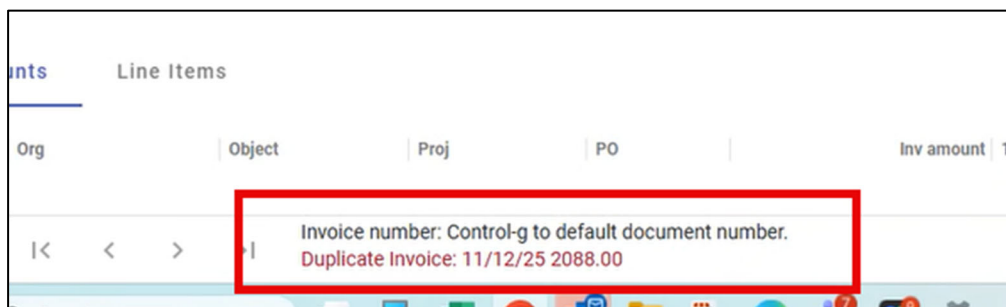 Line Items
Org Object Proj PO Inv amount
Invoice number: Control-g to default document number.
Duplicate Invoice: 11/12/25 2088.00
7